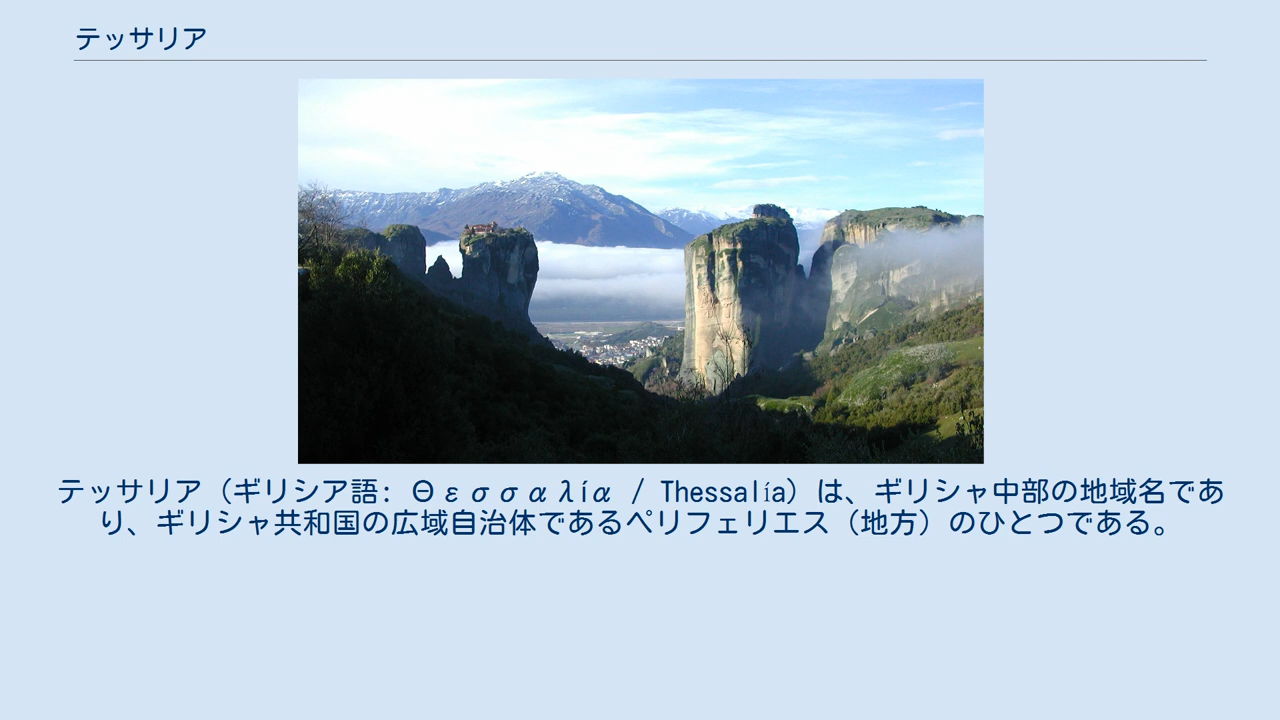 テッサリア
テッサリア（ギリシア語: Θεσσαλία / Thessalía）は、ギリシャ中部の地域名であ
り、ギリシャ共和国の広域自治体であるペリフェリエス（地方）のひとつである。